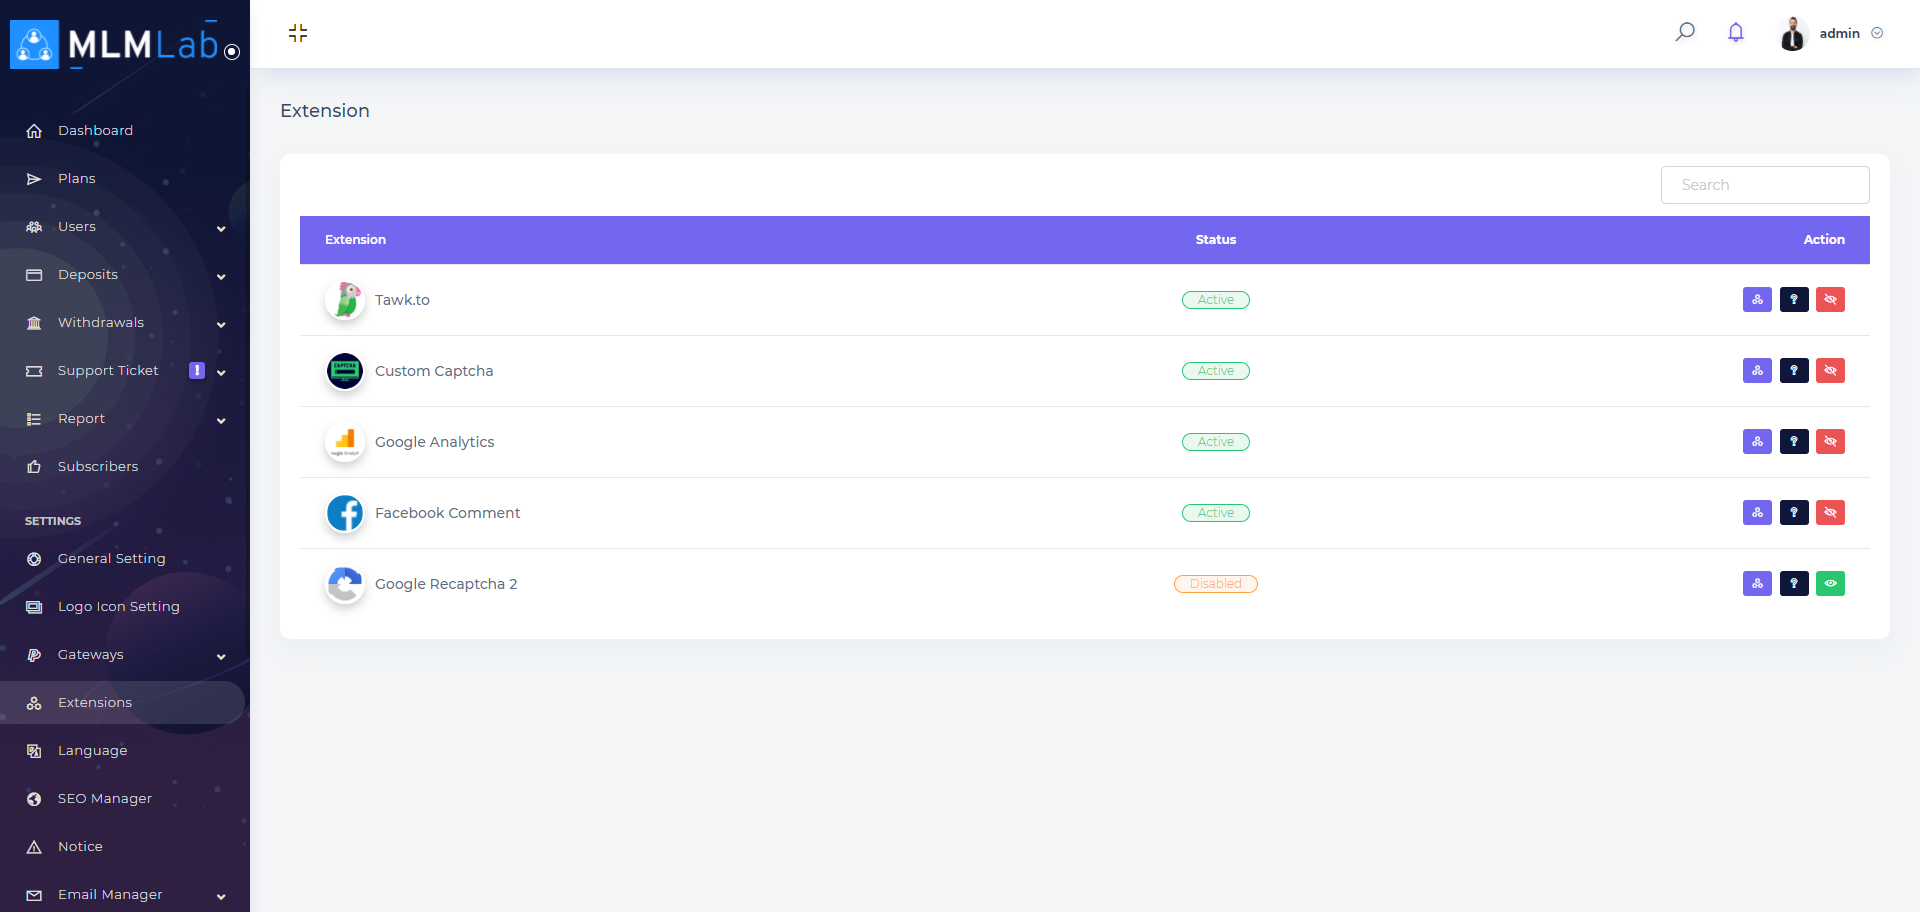 MLMLab
admin
Dashboard
Plans
Users
Deposits
Withdrawals
Support Ticket !
Report
Subscribers
SETTINGS
General Setting
Logo Icon Setting
Gateways
Extensions
Language
SEO Manager
Notice
Email Manager
Extension
Search
Extension Status Action
Tawk.to Active
CAPTCHA Custom Captcha Active
Google Analytics Active
Facebook Comment Active
Google Recaptcha 2 Disabled